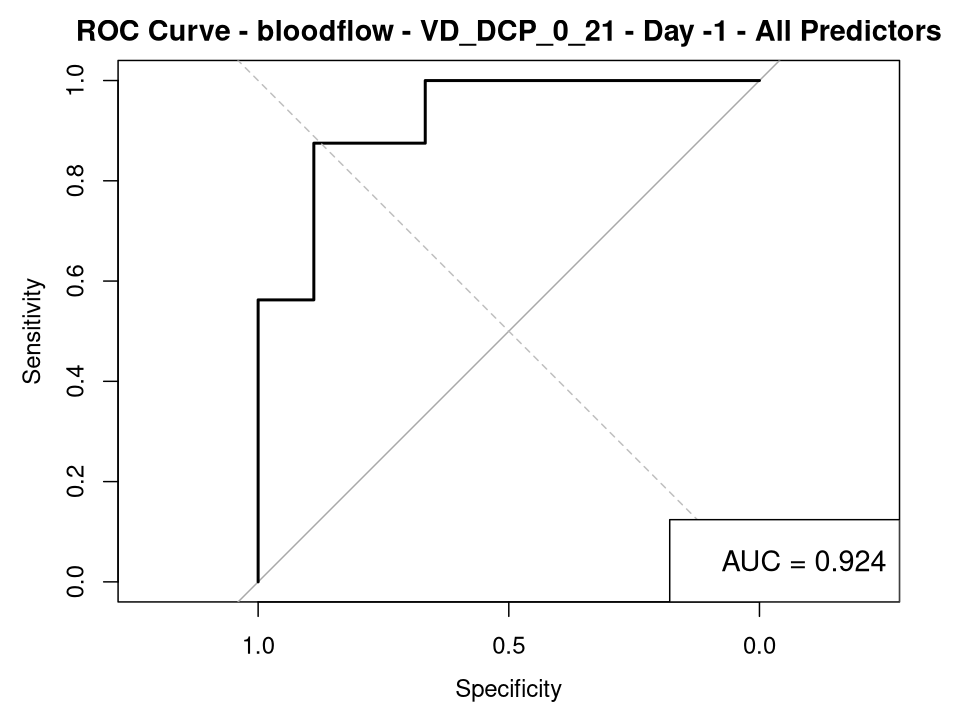 ROC Curve - bloodflow - VD_DCP_0_21 - Day -1 - All Predictors
1.0
0.8
0.6
0.4
0.2
0.0
Sensitivity
AUC = 0.924
1.0 0.5 0.0
Specificity